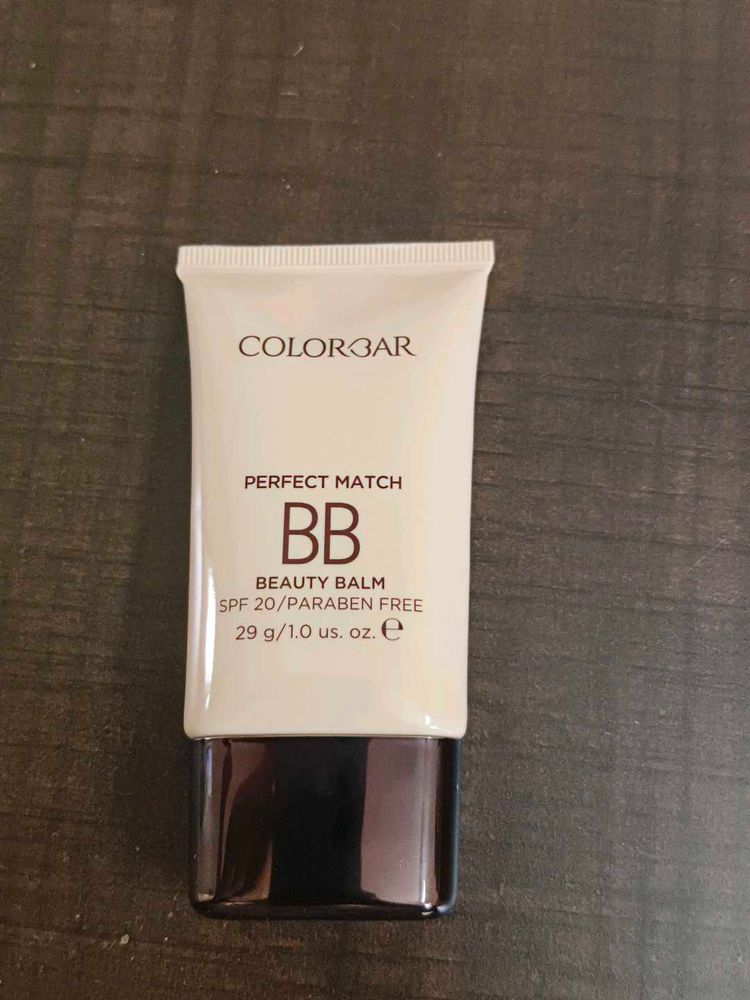 COLORBAR
PERFECT MATCH
BB
BEAUTY BALM
SPF 20/PARABEN FREE
29 g/1.0 us. oz. ℮